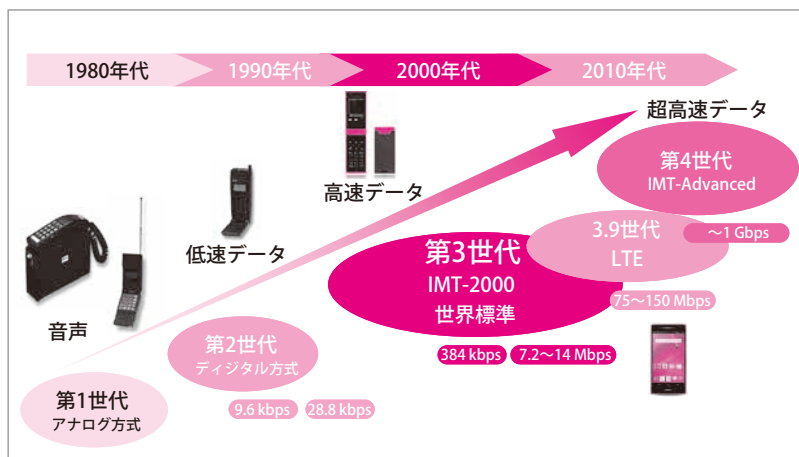 1980年代
1990年代
2000年代
2010年代
超高速データ
第4世代
IMT-Advanced
～1 Gbps
高速データ
3.9世代
LTE
75～150 Mbps
第3世代
IMT-2000
世界標準
384 kbps
7.2～14 Mbps
低速データ
第2世代
ディジタル方式
9.6 kbps
28.8 kbps
音声
第1世代
アナログ方式